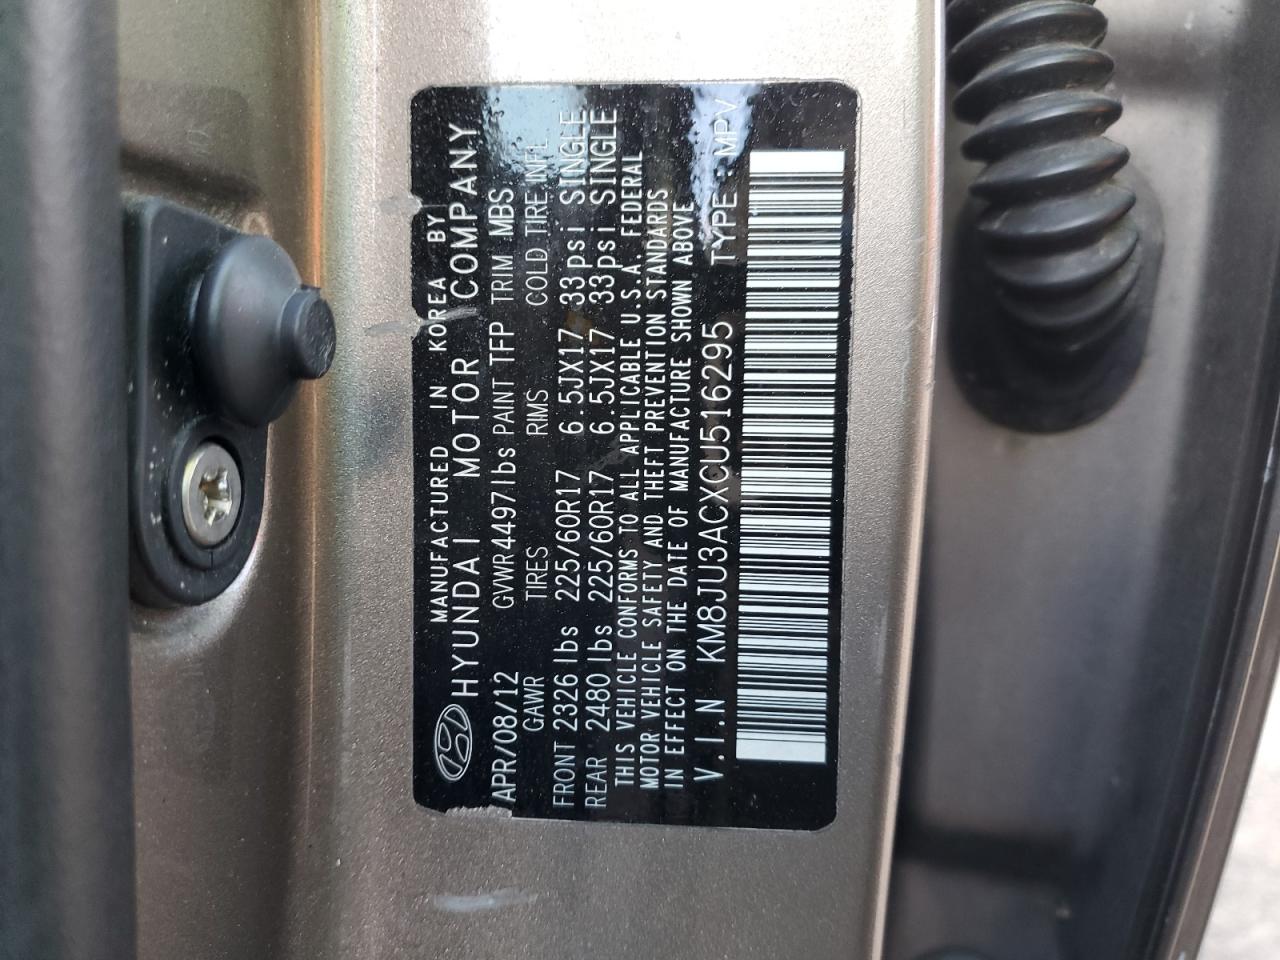 MANUFACTURED IN KOREA BY
HYUNDAI MOTOR COMPANY
APR/08/12 GVWR 4497lbs PAINT TFP TRIM MBS
GAWR TIRES RIMS COLD TIRE INFL
FRONT 2326 lbs 225/60R17 6.5JX17 33psi SINGLE
REAR 2480 lbs 225/60R17 6.5JX17 33psi SINGLE
THIS VEHICLE CONFORMS TO ALL APPLICABLE U.S.A. FEDERAL
MOTOR VEHICLE SAFETY AND THEFT PREVENTION STANDARDS
IN EFFECT ON THE DATE OF MANUFACTURE SHOWN ABOVE
V.I.N KM8JU3ACXCU516295 TYPE: MPV